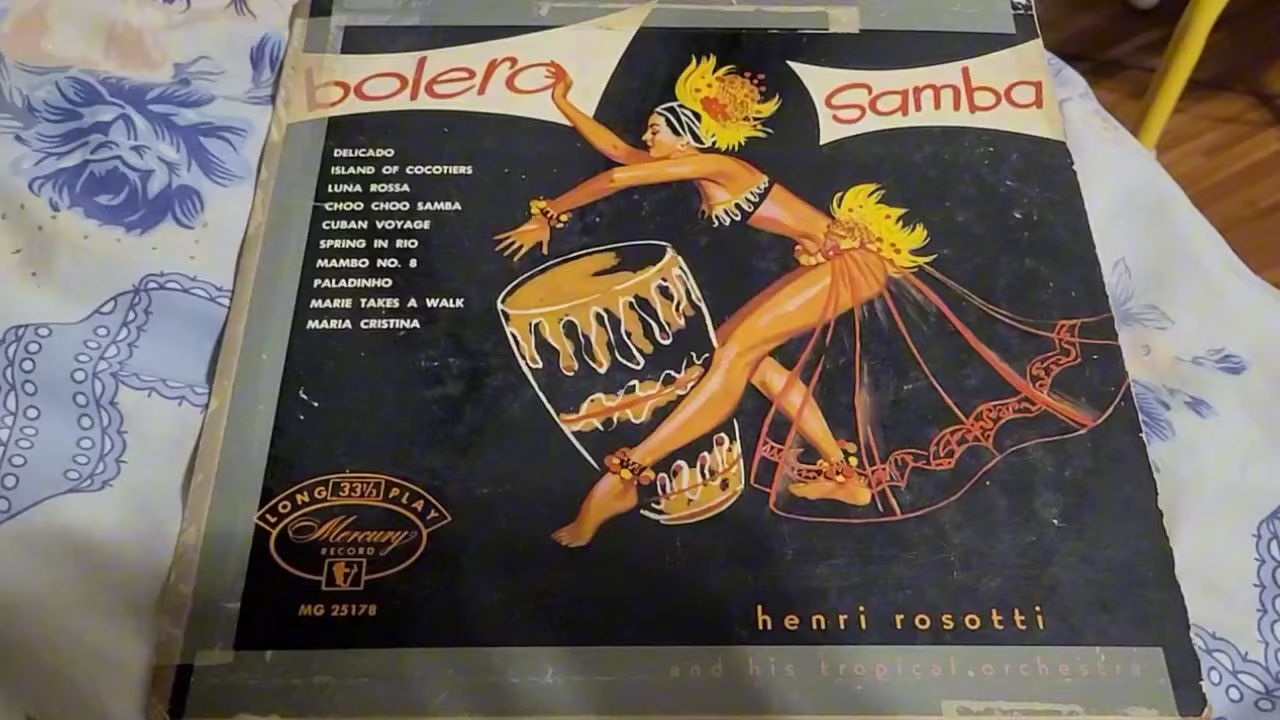 bolero
samba
DELICADO
ISLAND OF COCOTIERS
LUNA ROSSA
CHOO CHOO SAMBA
CUBAN VOYAGE
SPRING IN RIO
MAMBO NO. 8
PALADINHO
MARIE TAKES A WALK
MARIA CRISTINA
LONG 33⅓ PLAY
Mercury
RECORD
MG 25178
henri rosotti
and his tropical orchestra